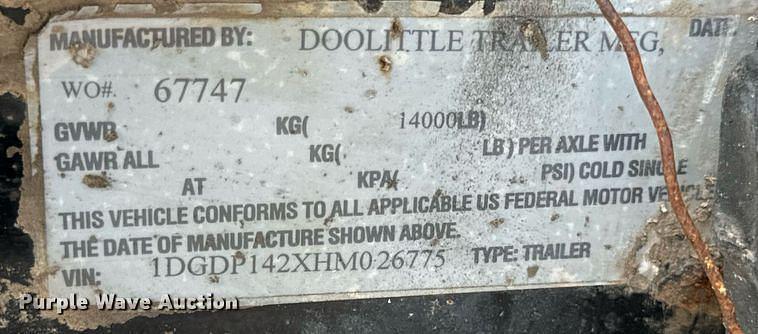 MANUFACTURED BY: DOOLITTLE TRAILER MFG, DATE:
WO#. 67747
GVWR KG( 14000LB)
GAWR ALL KG( LB) PER AXLE WITH
AT KPA/ PSI) COLD SINGLE
THIS VEHICLE CONFORMS TO ALL APPLICABLE US FEDERAL MOTOR VEHICLE
THE DATE OF MANUFACTURE SHOWN ABOVE.
VIN: 1DGDP142XHM026775 TYPE: TRAILER
Purple Wave Auction